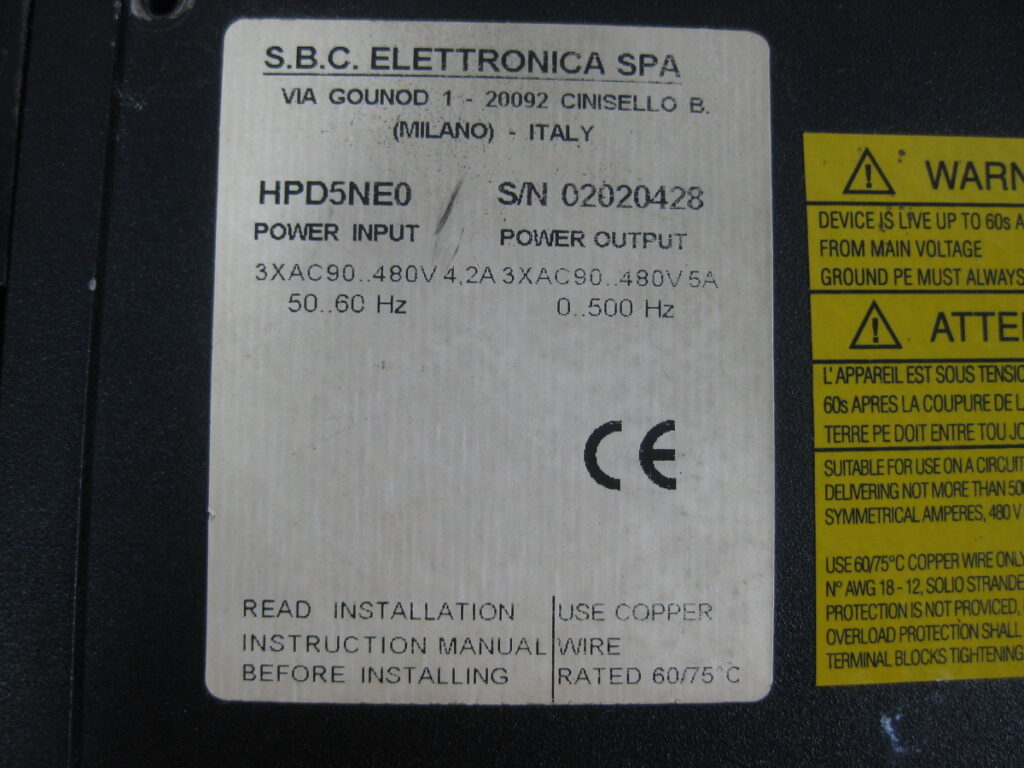 S.B.C. ELETTRONICA SPA
VIA GOUNOD 1 - 20092 CINISELLO B.
(MILANO) - ITALY
HPD5NE0 S/N 02020428
POWER INPUT POWER OUTPUT
3XAC90..480V 4,2A 3XAC90..480V 5A
50..60 Hz 0..500 Hz
CE
READ INSTALLATION USE COPPER
INSTRUCTION MANUAL WIRE
BEFORE INSTALLING RATED 60/75°C
WARN
DEVICE IS LIVE UP TO 60s A
FROM MAIN VOLTAGE
GROUND PE MUST ALWAYS
ATTE
L'APPAREIL EST SOUS TENSIO
60s APRES LA COUPURE DE L
TERRE PE DOIT ENTRE TOU JO
SUITABLE FOR USE ON A CIRCUIT
DELIVERING NOT MORE THAN 500
SYMMETRICAL AMPERES, 480 V
USE 60/75°C COPPER WIRE ONLY
N° AWG 18 - 12, SOLIO STRANDE
PROTECTION IS NOT PROVICED,
OVERLOAD PROTECTION SHALL
TERMINAL BLOCKS TIGHTENING